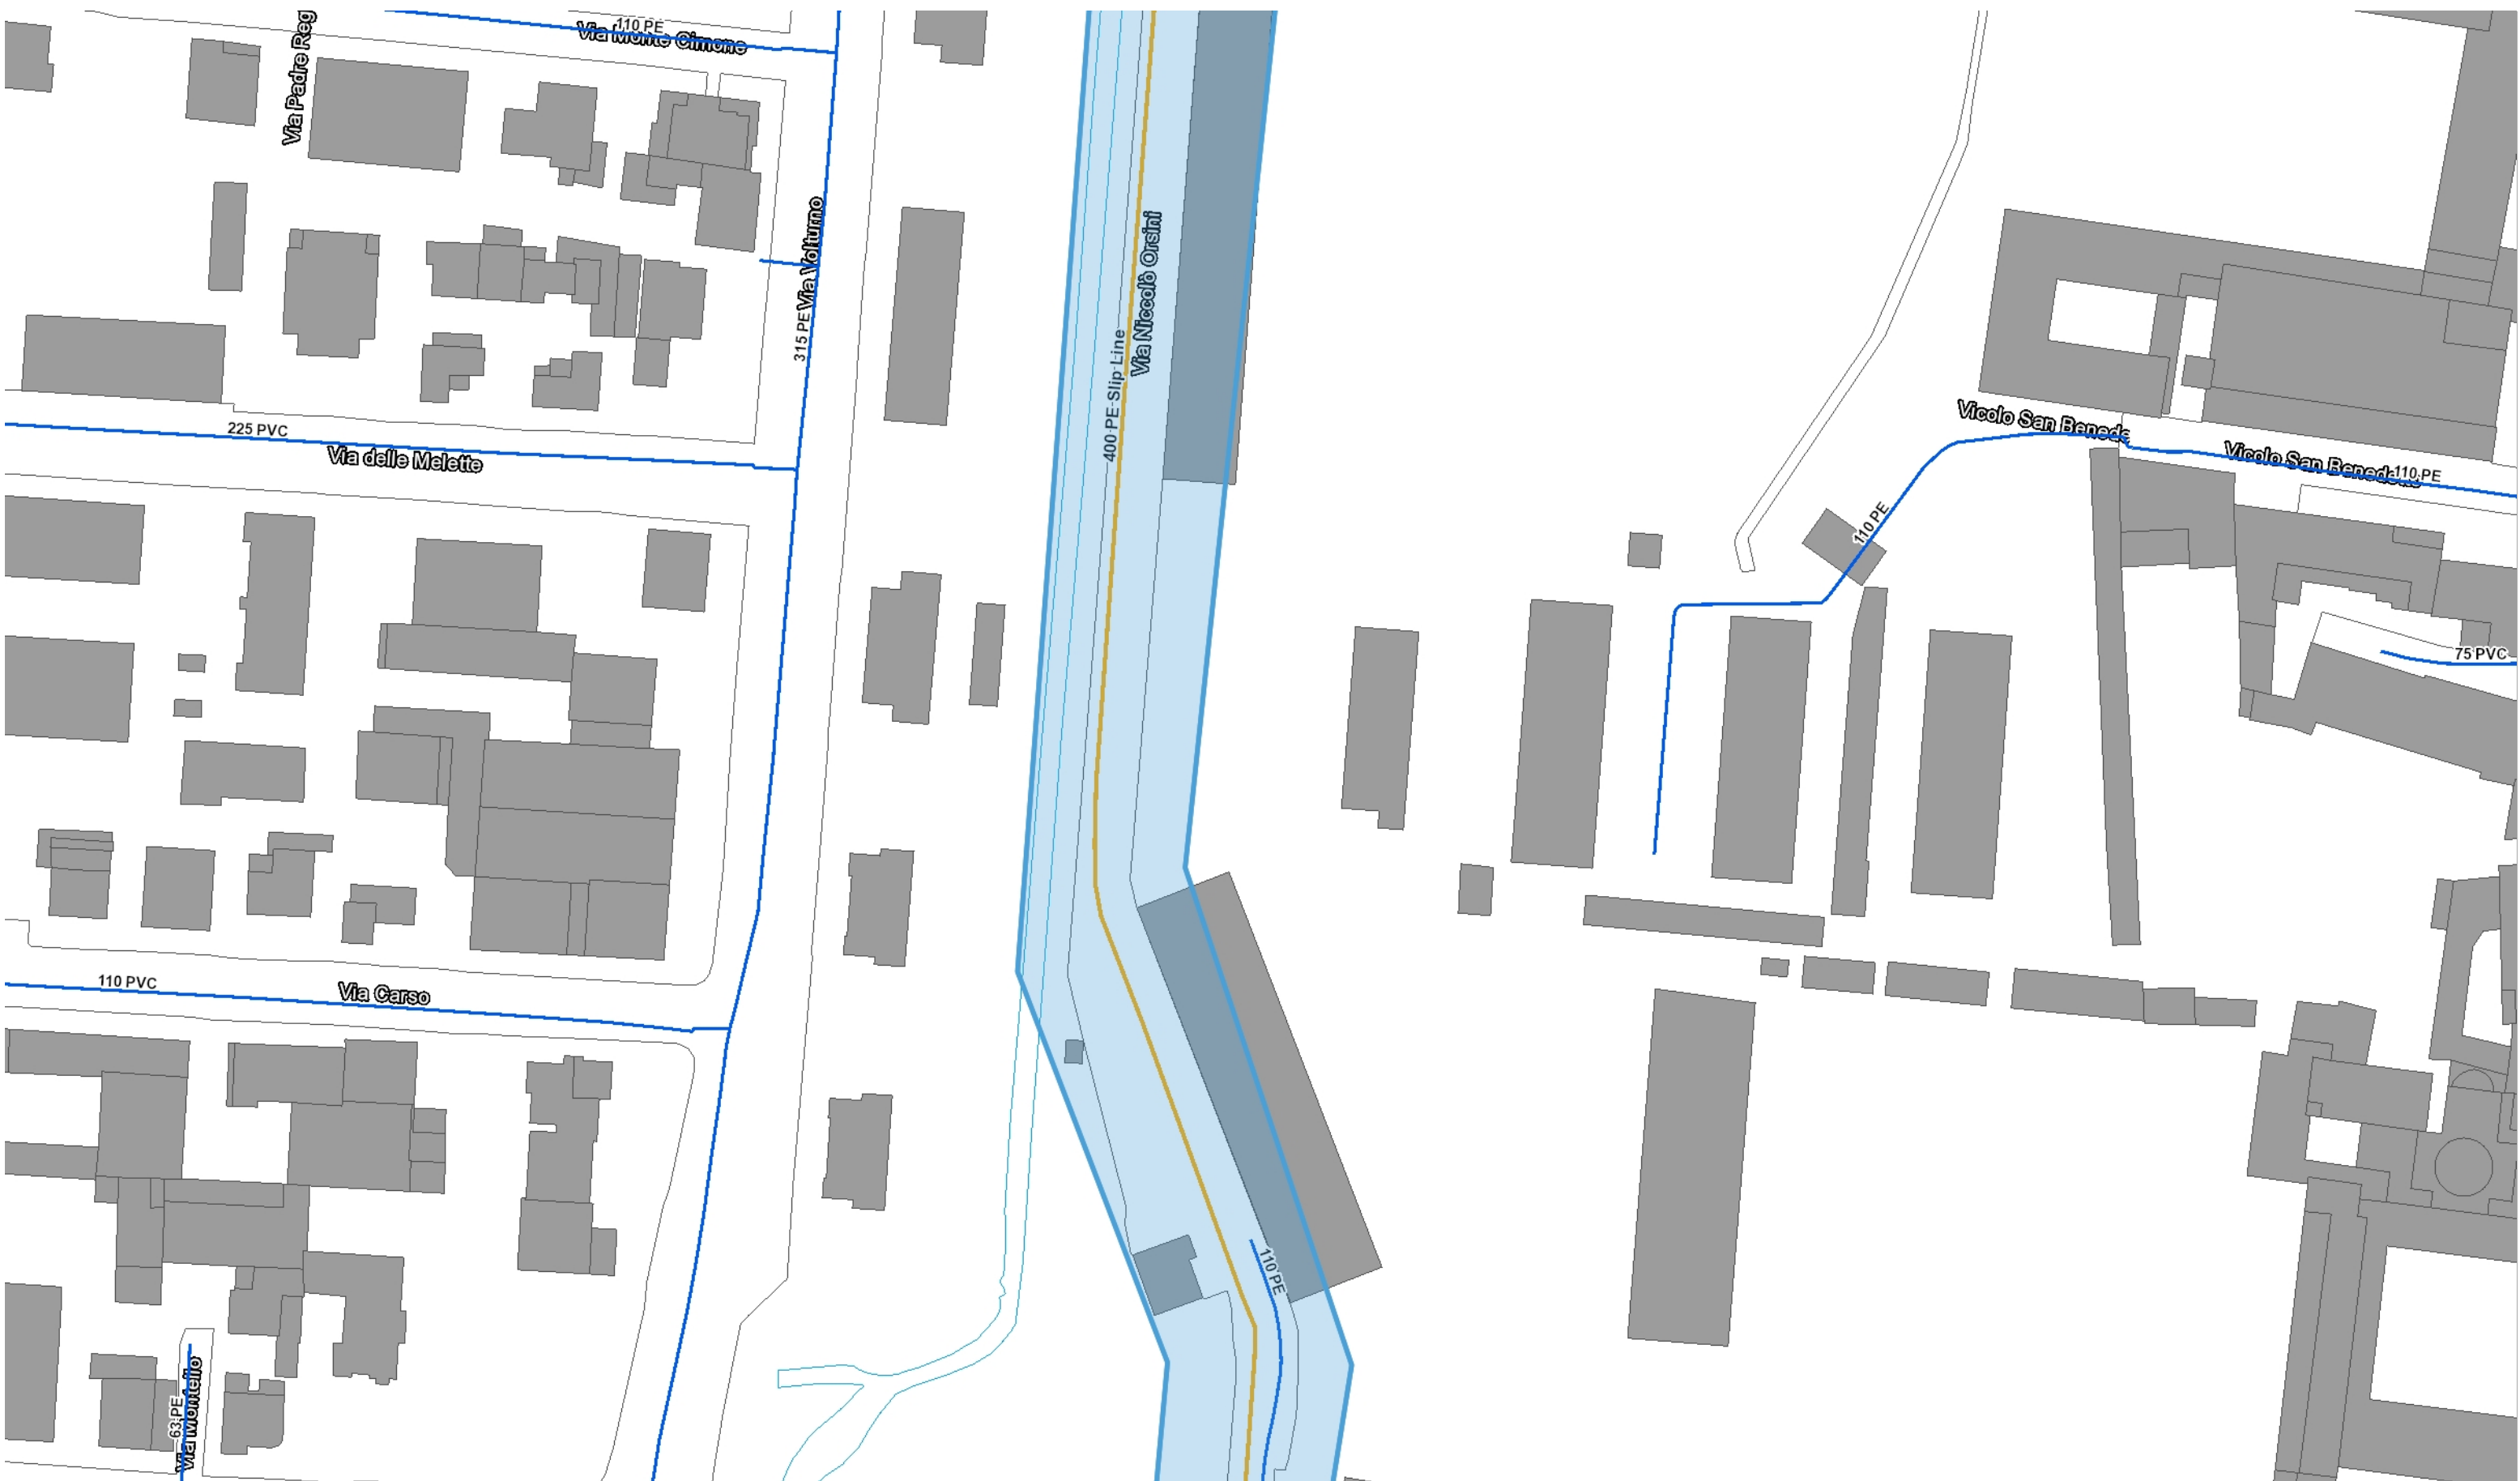 110 PE
Via Monte Cimone
Via Padre Reg
Via Volturno
315 PE
400 PE-Slip Line
Via Niccolò Orsini
225 PVC
Via delle Melette
Vicolo San Benede
Vicolo San Benedetto
110 PE
110 PE
75 PVC
110 PVC
Via Carso
110 PE
63 PE
Via Montello